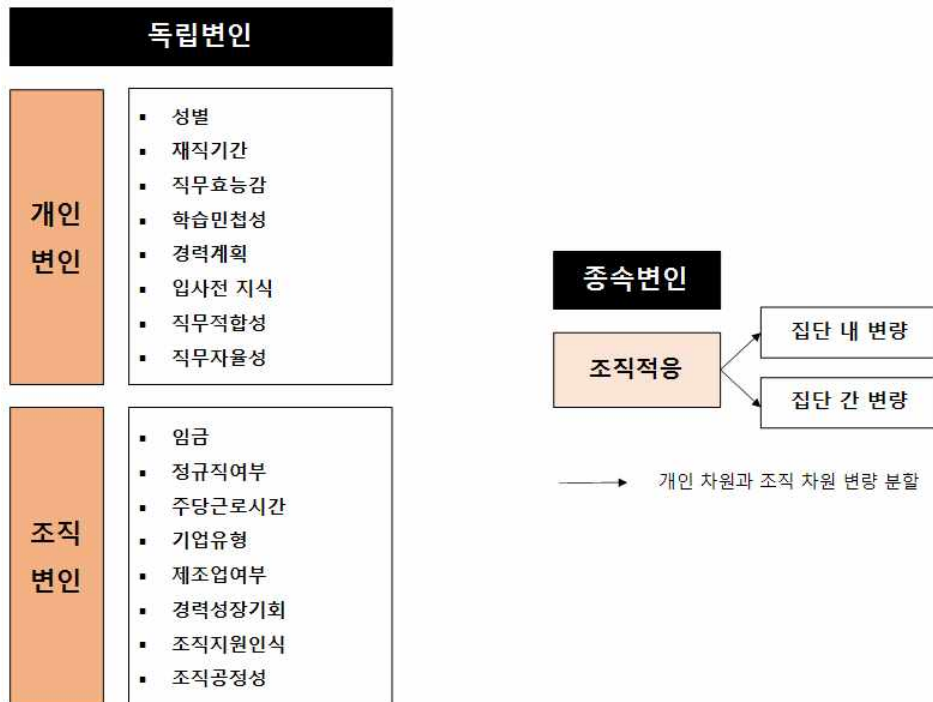 독립변인
개인
변인
▪ 성별
▪ 재직기간
▪ 직무효능감
▪ 학습민첩성
▪ 경력계획
▪ 입사전 지식
▪ 직무적합성
▪ 직무자율성
조직
변인
▪ 임금
▪ 정규직여부
▪ 주당근로시간
▪ 기업유형
▪ 제조업여부
▪ 경력성장기회
▪ 조직지원인식
▪ 조직공정성
종속변인
조직적응
집단 내 변량
집단 간 변량
개인 차원과 조직 차원 변량 분할